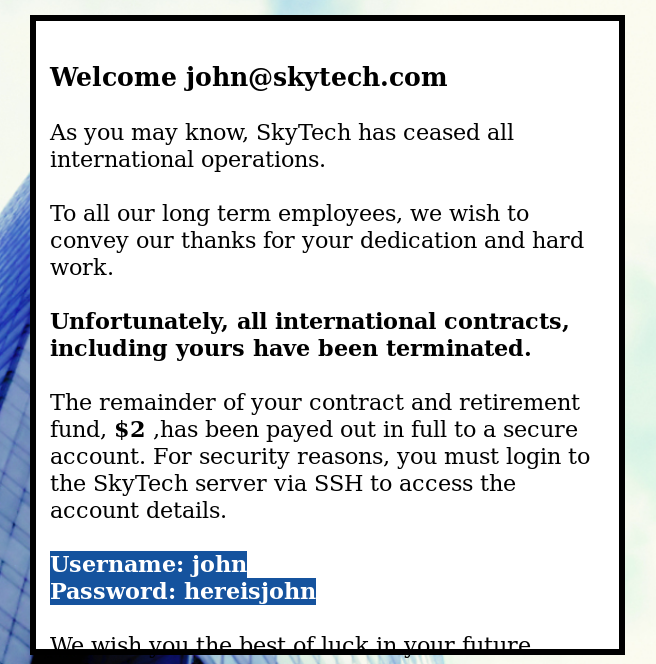 Welcome john@skytech.com
As you may know, SkyTech has ceased all
international operations.
To all our long term employees, we wish to
convey our thanks for your dedication and hard
work.
Unfortunately, all international contracts,
including yours have been terminated.
The remainder of your contract and retirement
fund, $2 ,has been payed out in full to a secure
account. For security reasons, you must login to
the SkyTech server via SSH to access the
account details.
Username: john
Password: hereisjohn
We wish you the best of luck in your future